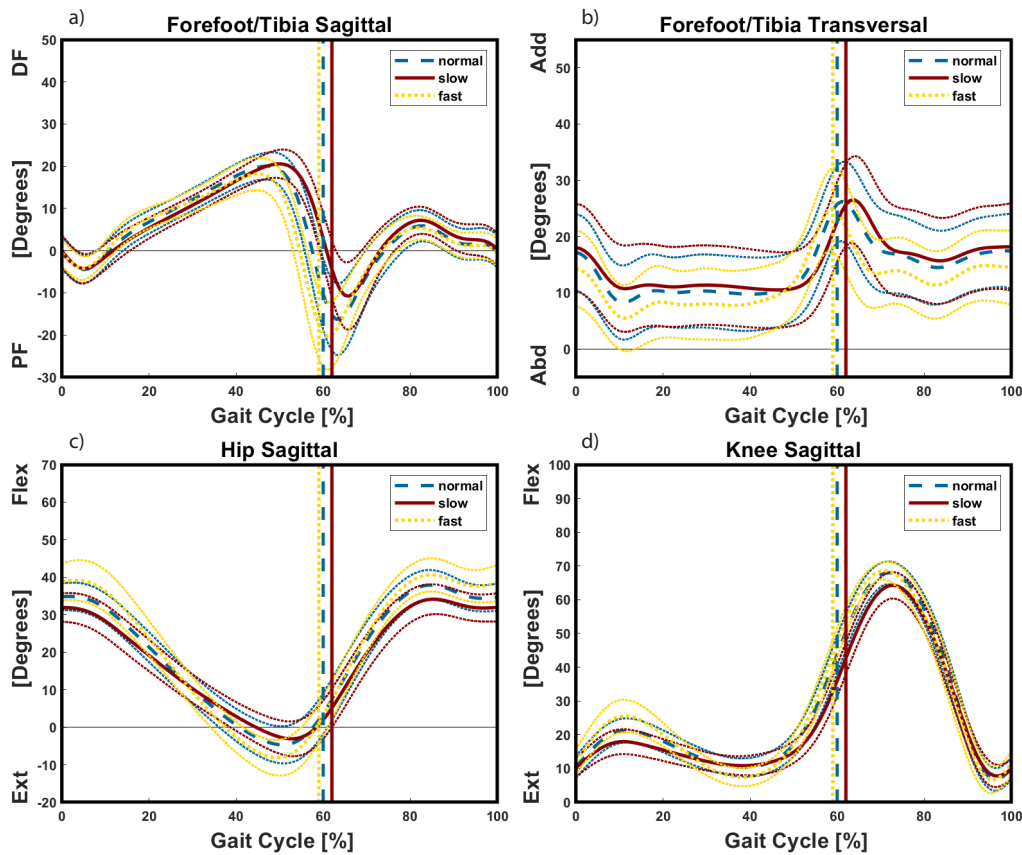 a)
Forefoot/Tibia Sagittal
DF
[Degrees]
PF
50
40
30
20
10
0
-10
-20
-30
normal
slow
fast
0 20 40 60 80 100
Gait Cycle [%]
b)
Forefoot/Tibia Transversal
Add
[Degrees]
Abd
50
40
30
20
10
0
normal
slow
fast
0 20 40 60 80 100
Gait Cycle [%]
c)
Hip Sagittal
Flex
[Degrees]
Ext
70
60
50
40
30
20
10
0
-10
-20
normal
slow
fast
0 20 40 60 80 100
Gait Cycle [%]
d)
Knee Sagittal
Flex
[Degrees]
Ext
100
90
80
70
60
50
40
30
20
10
0
normal
slow
fast
0 20 40 60 80 100
Gait Cycle [%]